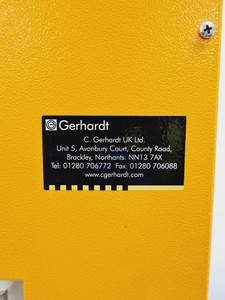 Gerhardt
C. Gerhardt UK Ltd.
Unit 5, Avonbury Court, County Road,
Brackley, Northants. NN13 7AX
Tel: 01280 706772 Fax: 01280 706088
www.cgerhardt.com